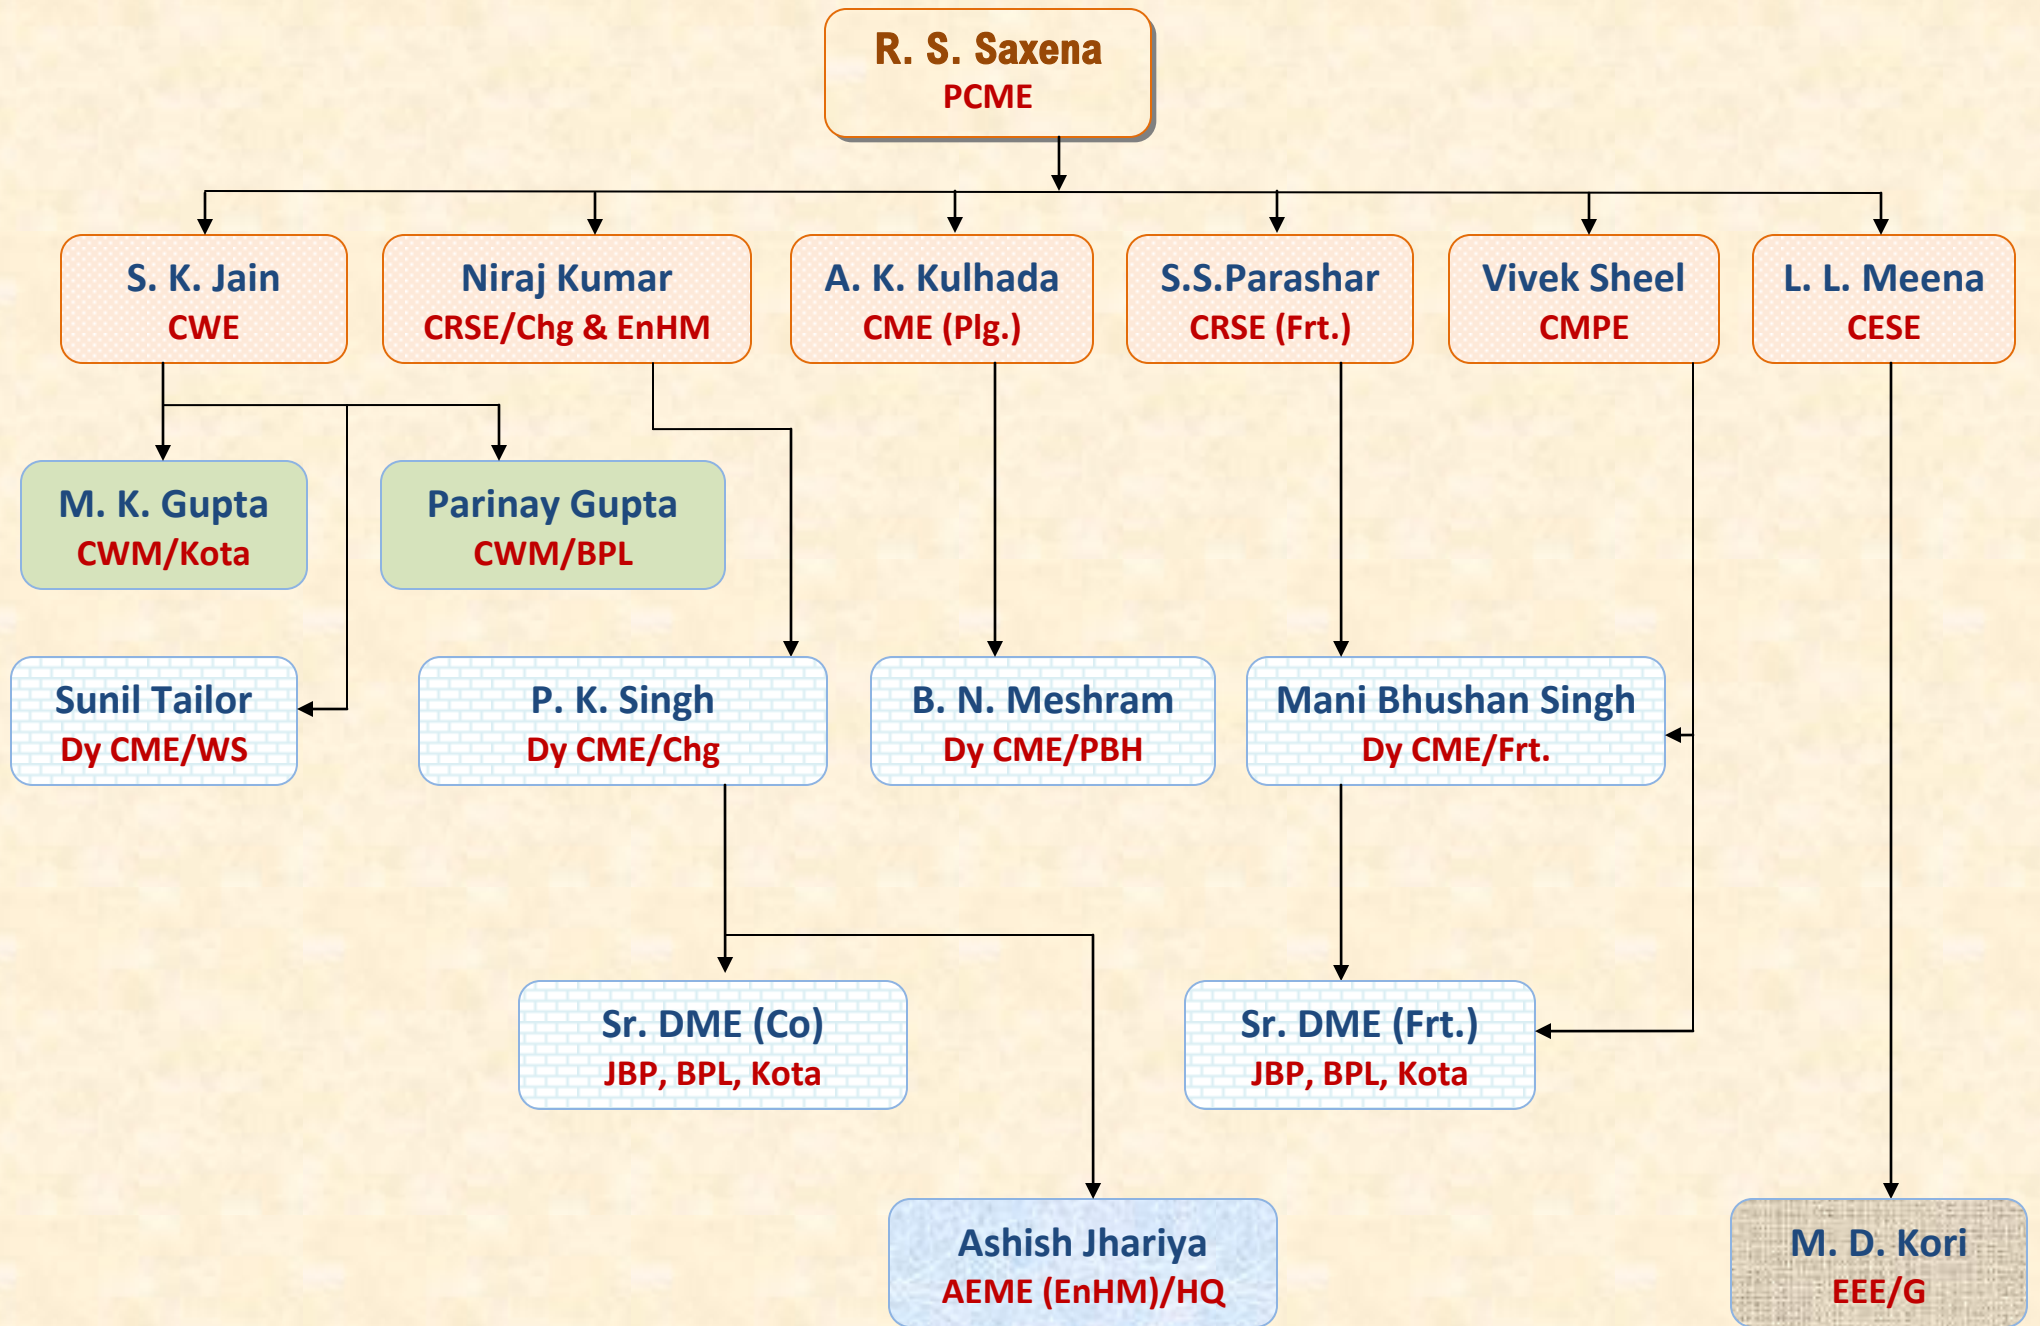 R. S. Saxena
PCME
S. K. Jain
CWE
Niraj Kumar
CRSE/Chg & EnHM
A. K. Kulhada
CME (Plg.)
S.S.Parashar
CRSE (Frt.)
Vivek Sheel
CMPE
L. L. Meena
CESE
M. K. Gupta
CWM/Kota
Parinay Gupta
CWM/BPL
Sunil Tailor
Dy CME/WS
P. K. Singh
Dy CME/Chg
B. N. Meshram
Dy CME/PBH
Mani Bhushan Singh
Dy CME/Frt.
Sr. DME (Co)
JBP, BPL, Kota
Sr. DME (Frt.)
JBP, BPL, Kota
Ashish Jhariya
AEME (EnHM)/HQ
M. D. Kori
EEE/G